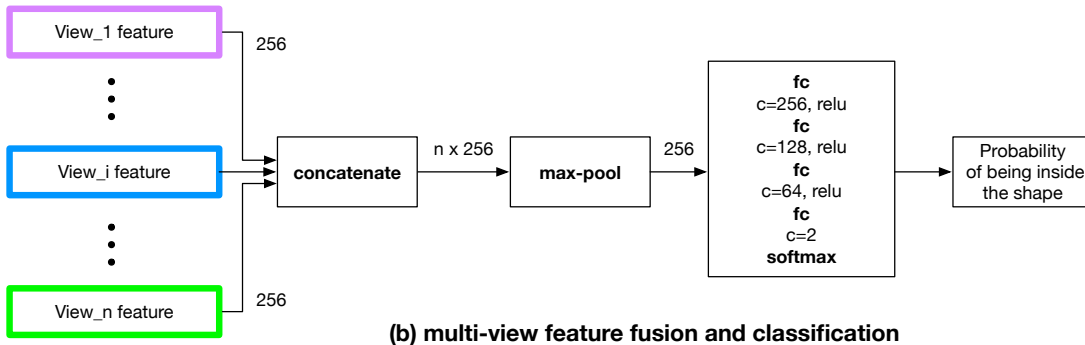 View_1 feature
256
View_i feature
View_n feature
256
concatenate
n x 256
max-pool
256
fc
c=256, relu
fc
c=128, relu
fc
c=64, relu
fc
c=2
softmax
Probability
of being inside
the shape
(b) multi-view feature fusion and classification